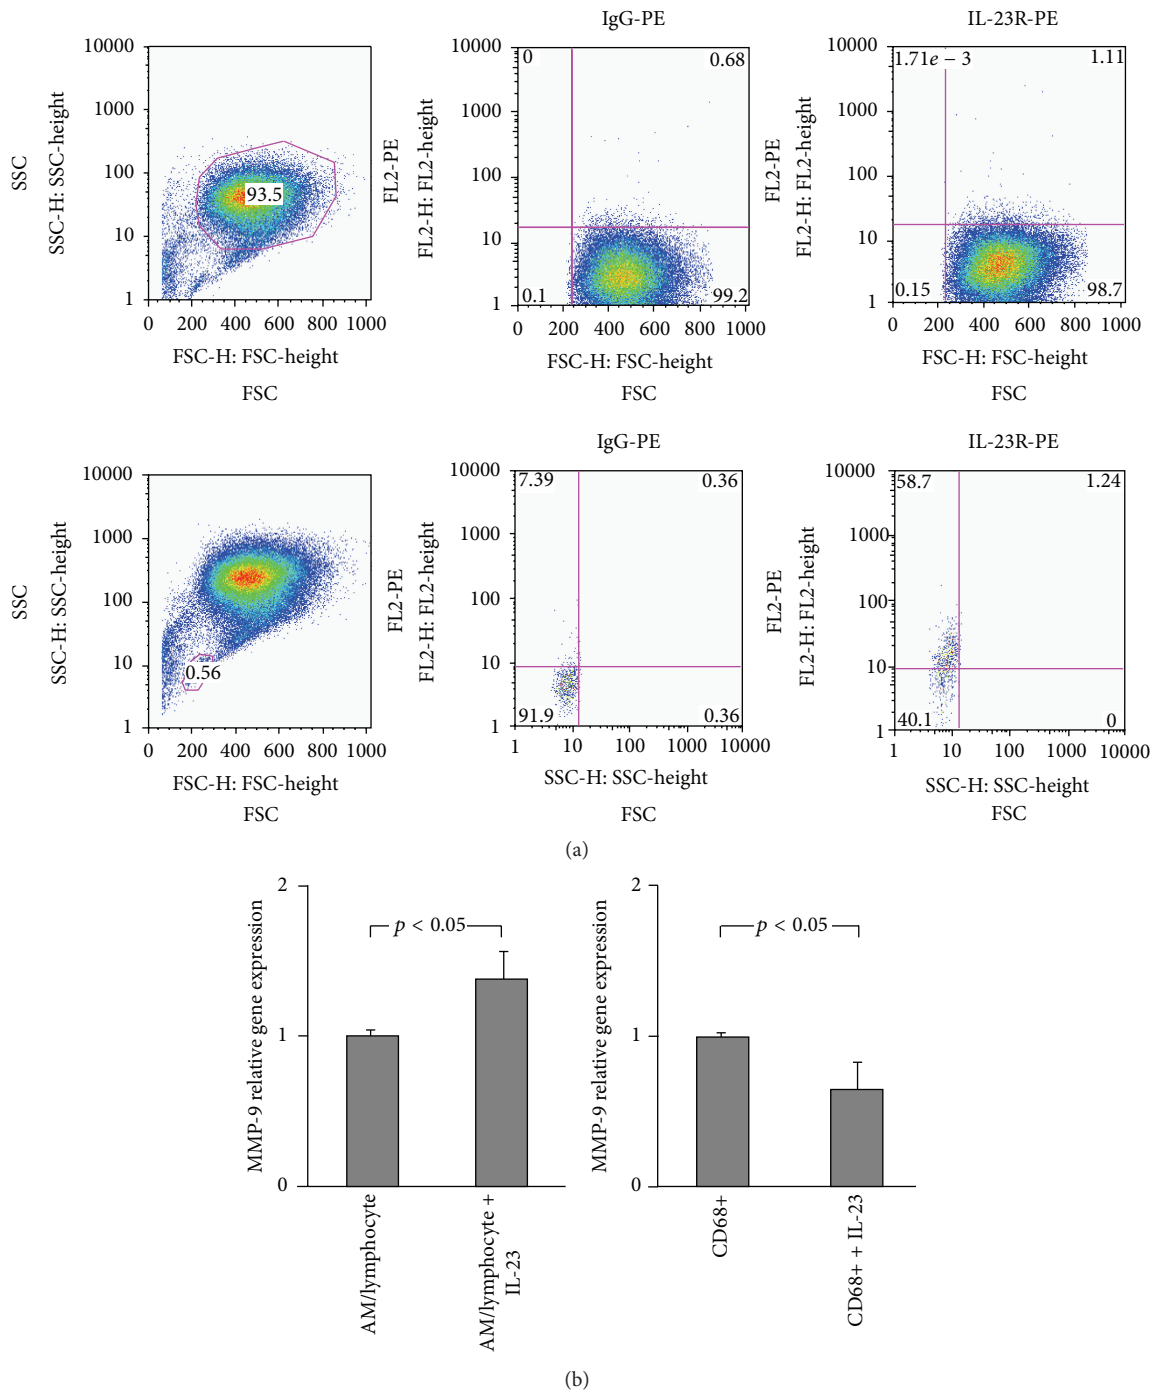 IgG-PE
IL-23R-PE
SSC
SSC-H: SSC-height
10000
1000
100
10
1
93.5
0 200 400 600 800 1000
FSC-H: FSC-height
FSC
FL2-PE
FL2-H: FL2-height
10000
1000
100
10
1
0 0.68
0.1 99.2
0 200 400 600 800 1000
FSC-H: FSC-height
FSC
FL2-PE
FL2-H: FL2-height
10000
1000
100
10
1
1.71e − 3 1.11
0.15 98.7
0 200 400 600 800 1000
FSC-H: FSC-height
FSC
IgG-PE
IL-23R-PE
SSC
SSC-H: SSC-height
10000
1000
100
10
1
0.56
0 200 400 600 800 1000
FSC-H: FSC-height
FSC
FL2-PE
FL2-H: FL2-height
10000
1000
100
10
1
7.39 0.36
91.9 0.36
1 10 100 1000 10000
SSC-H: SSC-height
FSC
FL2-PE
FL2-H: FL2-height
10000
1000
100
10
1
58.7 1.24
40.1 0
1 10 100 1000 10000
SSC-H: SSC-height
FSC
(a)
MMP-9 relative gene expression
2
1
0
p < 0.05
AM/lymphocyte
AM/lymphocyte +
IL-23
MMP-9 relative gene expression
2
1
0
p < 0.05
CD68+
CD68+ + IL-23
(b)